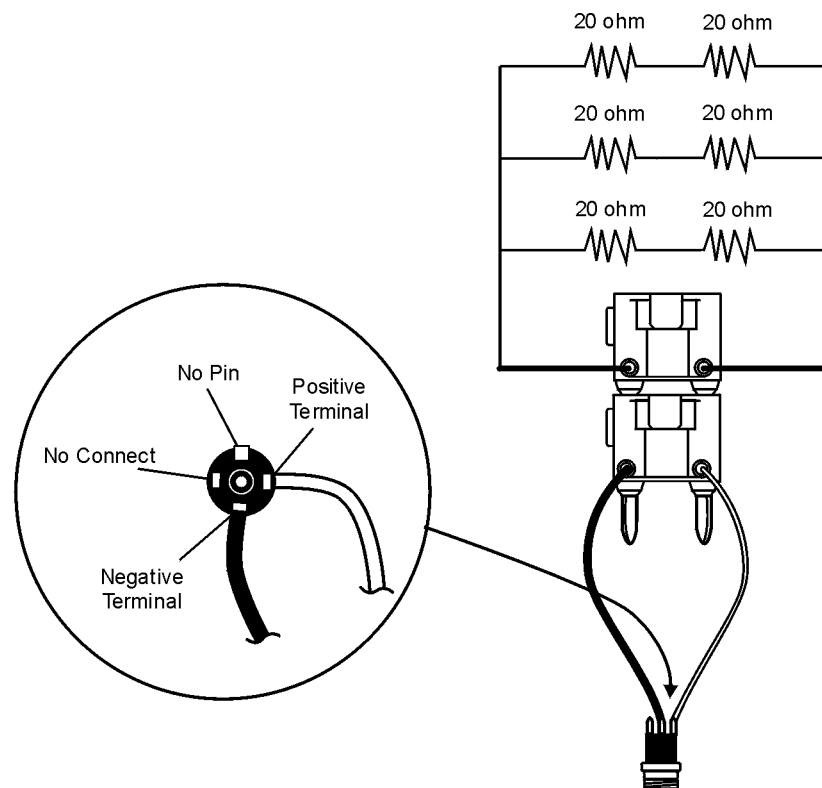 20 ohm
20 ohm
20 ohm
20 ohm
20 ohm
20 ohm
No Pin
Positive
Terminal
No Connect
Negative
Terminal